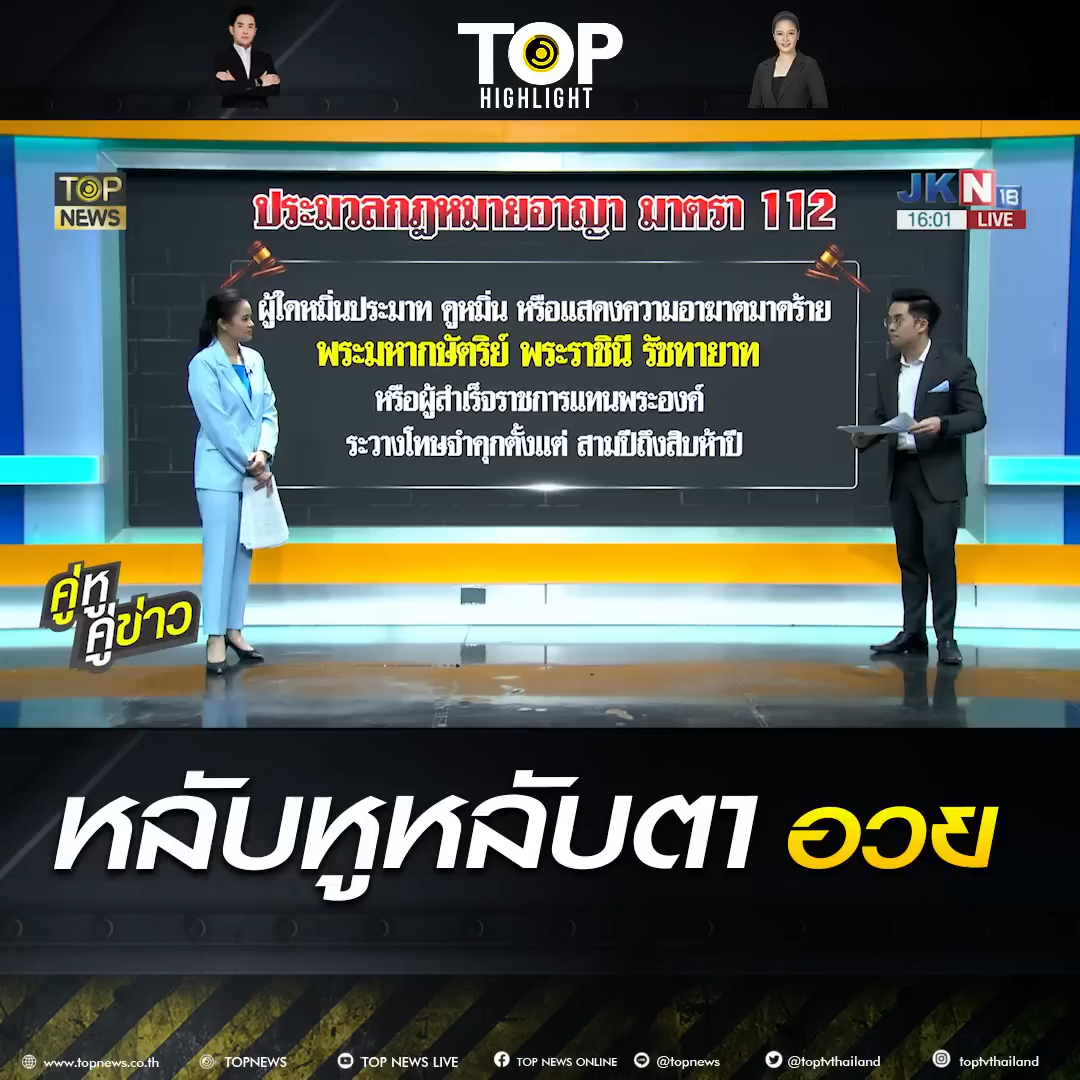 TOP
HIGHLIGHT
TOP
NEWS
ประมวลกฎหมายอาญา มาตรา 112
JKN 18
16:01 LIVE
ผู้ใดหมิ่นประมาท ดูหมิ่น หรือแสดงความอาฆาตมาดร้าย
พระมหากษัตริย์ พระราชินี รัชทายาท
หรือผู้สำเร็จราชการแทนพระองค์
ระวางโทษจำคุกตั้งแต่ สามปีถึงสิบห้าปี
คู่หู
คู่ข่าว
หลับหูหลับตา อวย
www.topnews.co.th TOPNEWS TOP NEWS LIVE TOP NEWS ONLINE @topnews @toptvthailand toptvthailand